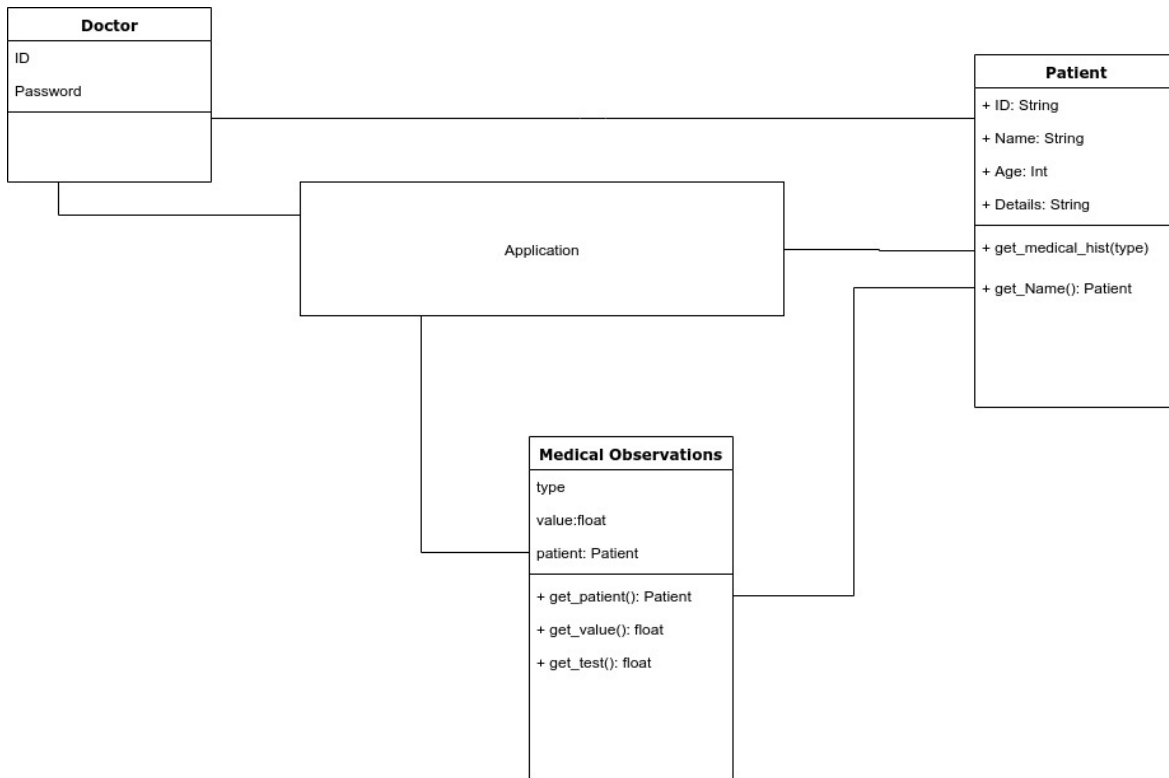 Doctor
ID
Password
Patient
+ ID: String
+ Name: String
+ Age: Int
+ Details: String
+ get_medical_hist(type)
+ get_Name(): Patient
Application
Medical Observations
type
value:float
patient: Patient
+ get_patient(): Patient
+ get_value(): float
+ get_test(): float